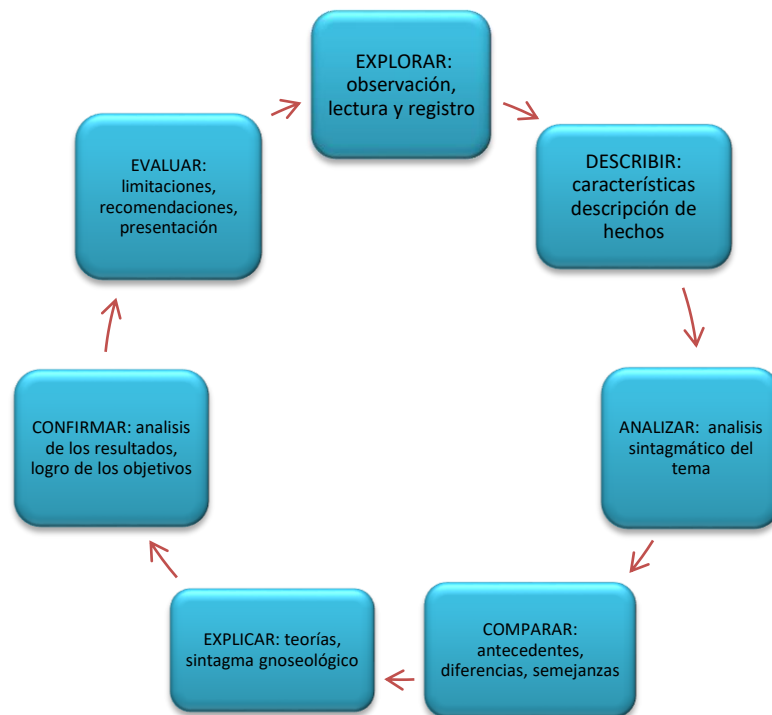 EXPLORAR:
observación,
lectura y registro
DESCRIBIR:
características
descripción de
hechos
ANALIZAR: analisis
sintagmático del
tema
COMPARAR:
antecedentes,
diferencias, semejanzas
EXPLICAR: teorías,
sintagma gnoseológico
CONFIRMAR: analisis
de los resultados,
logro de los objetivos
EVALUAR:
limitaciones,
recomendaciones,
presentación